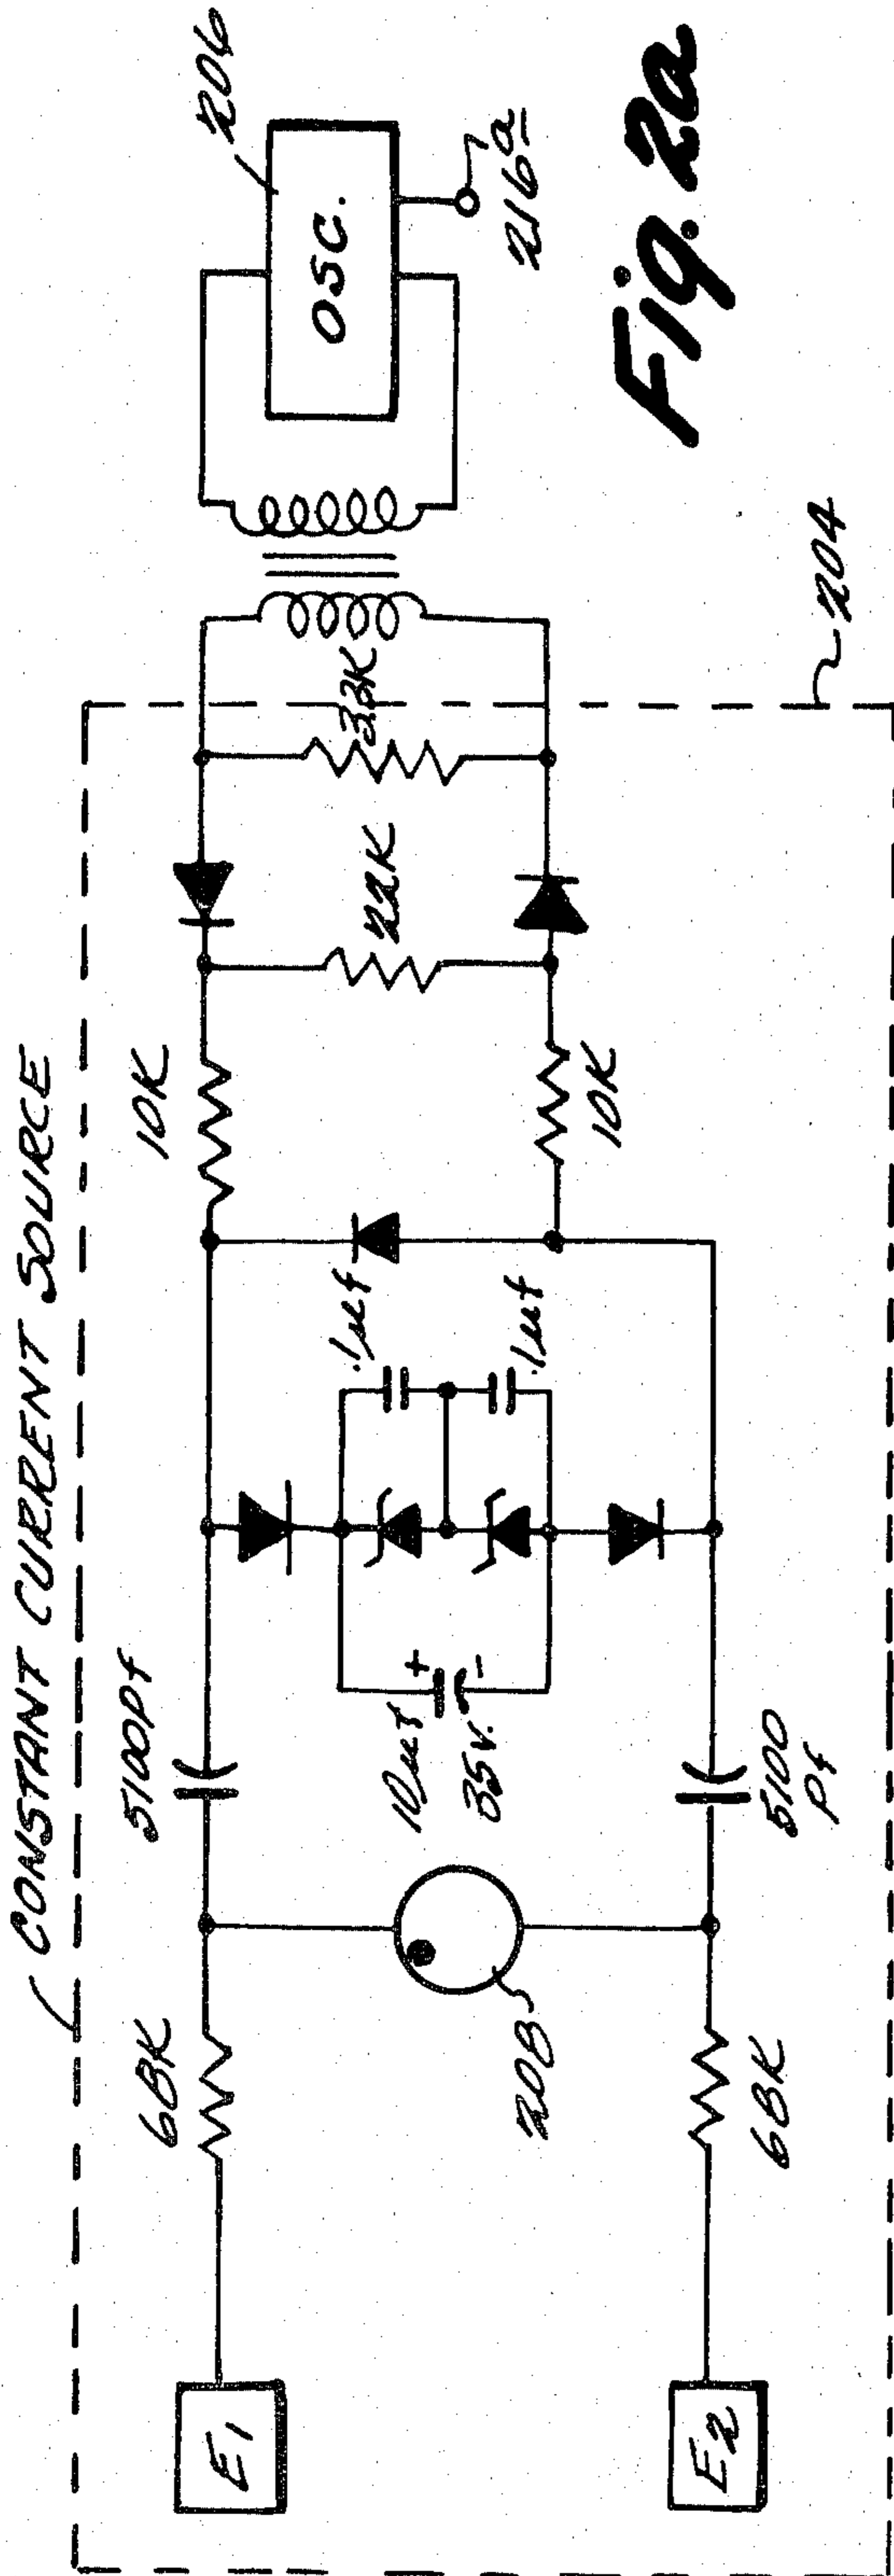 CONSTANT CURRENT SOURCE
E1
68K
5100Pf
10K
206
OSC.
216a
3.3K
22K
.1µf
.1µf
10µf
35v.
+
-
208
10K
E2
68K
5100
Pf
204
Fig. 2a